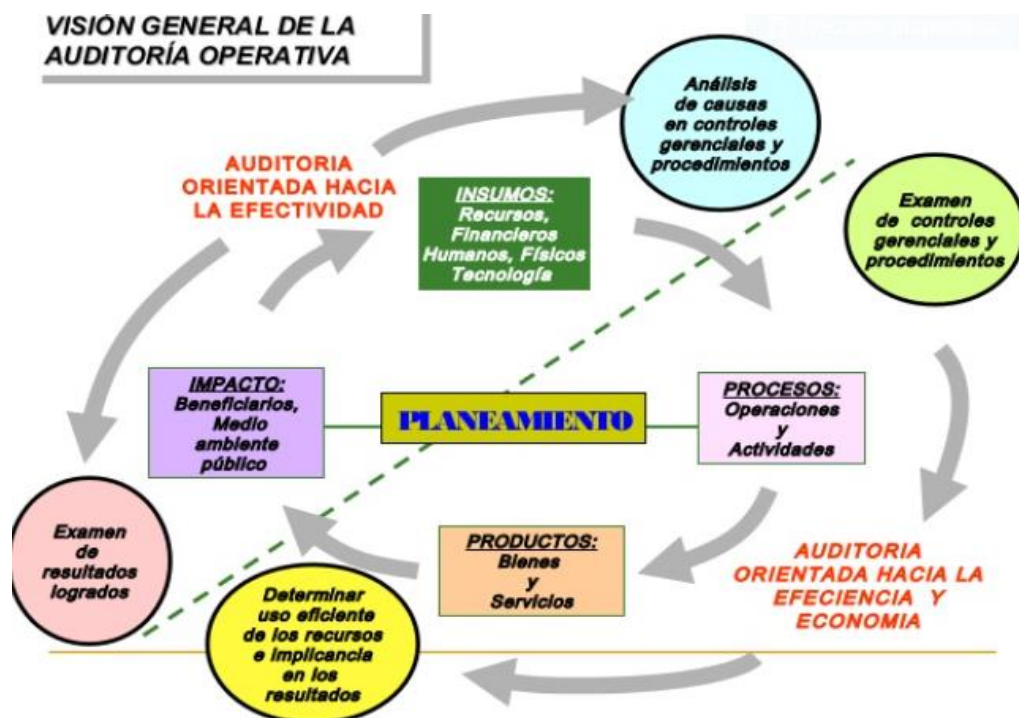 VISIÓN GENERAL DE LA
AUDITORÍA OPERATIVA
Análisis
de causas
en controles
gerenciales y
procedimientos
AUDITORIA
ORIENTADA HACIA
LA EFECTIVIDAD
INSUMOS:
Recursos,
Financieros
Humanos, Físicos
Tecnología
Examen
de controles
gerenciales y
procedimientos
IMPACTO:
Beneficiarios,
Medio
ambiente
público
PLANEAMIENTO
PROCESOS:
Operaciones
y
Actividades
Examen
de
resultados
logrados
PRODUCTOS:
Bienes
y
Servicios
AUDITORIA
ORIENTADA HACIA LA
EFECIENCIA Y
ECONOMIA
Determinar
uso eficiente
de los recursos
e implicancia
en los
resultados